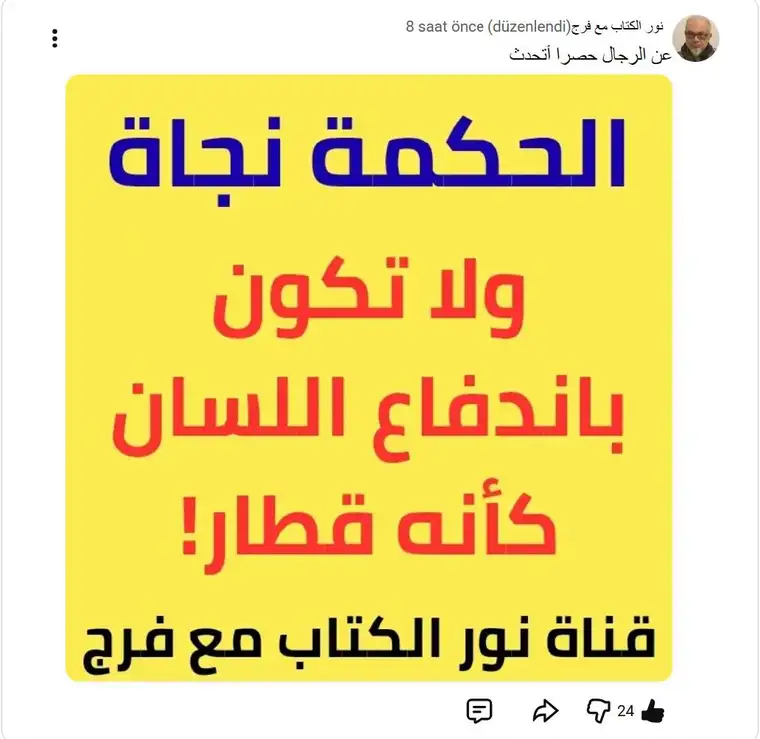 نور الكتاب مع فرج(düzenlendi) 8 saat önce
عن الرجال حصرا أتحدث
الحكمة نجاة
ولا تكون
باندفاع اللسان
كأنه قطار!
قناة نور الكتاب مع فرج
24